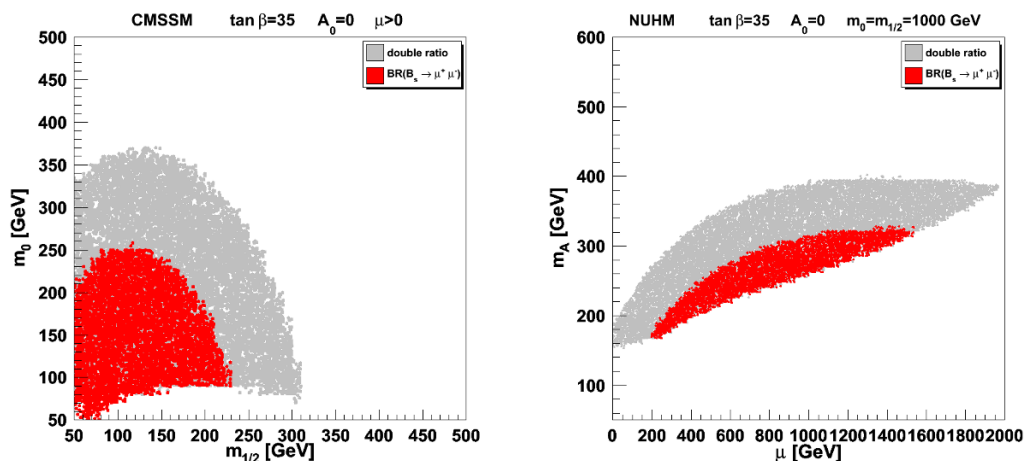 CMSSM tan β=35 A0=0 μ>0
double ratio
BR(Bs → μ+ μ-)
500
450
400
350
300
250
200
150
100
50
m0 [GeV]
50 100 150 200 250 300 350 400 450 500
m1/2 [GeV]
NUHM tan β=35 A0=0 m0=m1/2=1000 GeV
double ratio
BR(Bs → μ+ μ-)
600
500
400
300
200
100
mA [GeV]
0 200 400 600 800 1000 1200 1400 1600 1800 2000
μ [GeV]